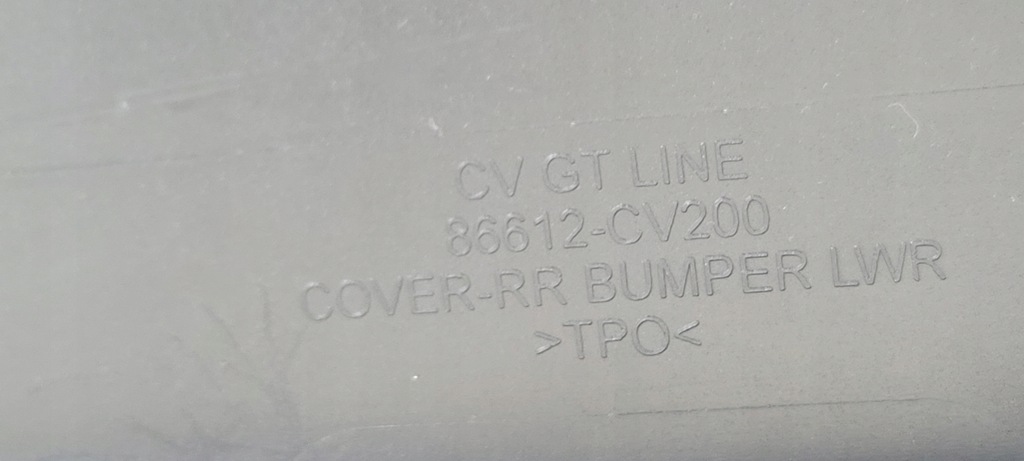 CV GT LINE
86612-CV200
COVER-RR BUMPER LWR
>TPO<